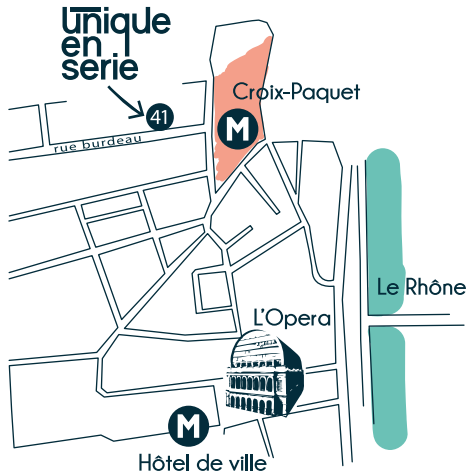 unique
en
serie
Croix-Paquet
41
M
rue burdeau
Le Rhône
L'Opera
M
Hôtel de ville